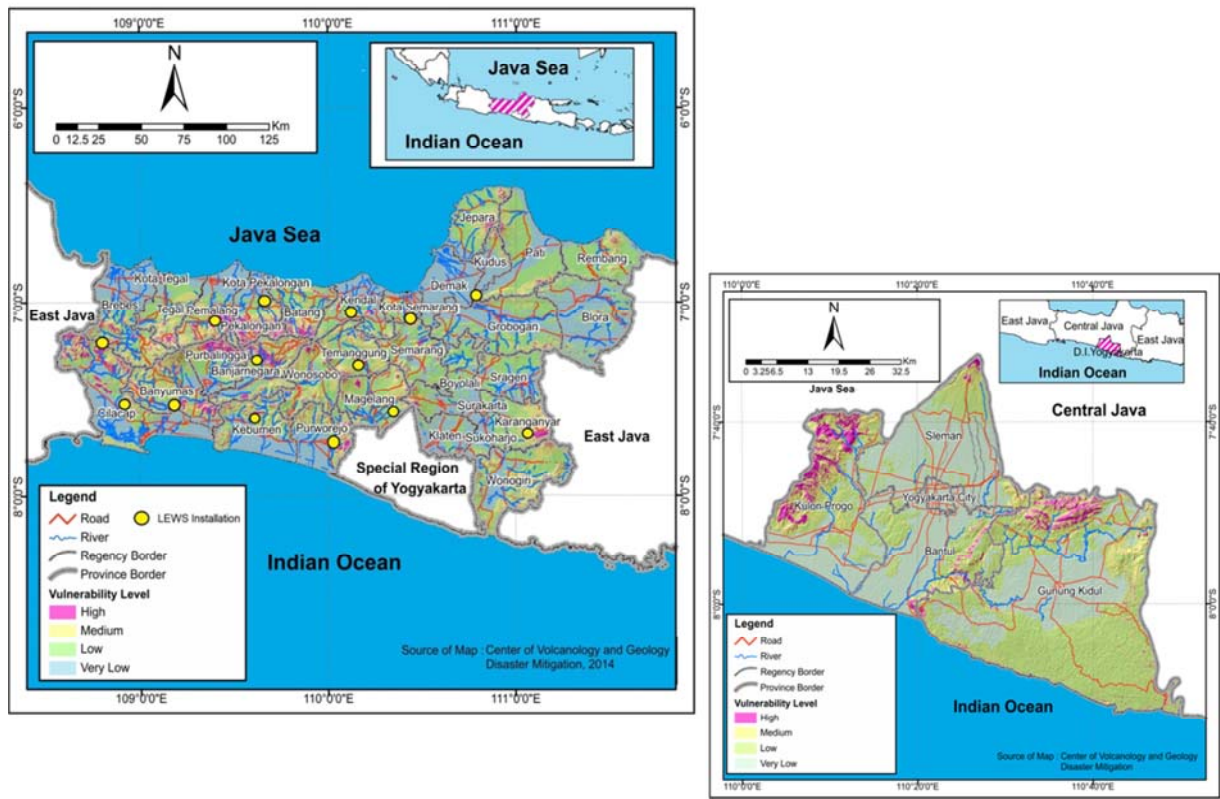 109°0'0"E
110°0'0"E
111°0'0"E
N
Km
0 12.5 25 50 75 100 125
Java Sea
Indian Ocean
6°0'0"S
6°0'0"S
Java Sea
Jepara
Pati
Kudus
Rembang
Demak
Kota Tegal
Kota Pekalongan
Kendal
Kota Semarang
Brebes
Tegal
Pemalang
Batang
Pekalongan
Grobogan
Blora
7°0'0"S
7°0'0"S
East Java
Purbalingga
Banjarnegara
Wonosobo
Temanggung
Semarang
Boyolali
Sragen
Banyumas
Cilacap
Magelang
Surakarta
Kebumen
Purworejo
Klaten
Sukoharjo
Karanganyar
East Java
Special Region
of Yogyakarta
Wonogiri
8°0'0"S
8°0'0"S
Indian Ocean
Legend
Road
LEWS Installation
River
Regency Border
Province Border
Vulnerability Level
High
Medium
Low
Very Low
Source of Map : Center of Volcanology and Geology
Disaster Mitigation, 2014
109°0'0"E
110°0'0"E
111°0'0"E
110°0'0"E
110°20'0"E
110°40'0"E
N
Km
0 3.25 6.5 13 19.5 26 32.5
Java Sea
East Java
Central Java
East Java
D.I.Yogyakarta
Indian Ocean
Central Java
7°40'0"S
7°40'0"S
Sleman
Yogyakarta City
Kulon Progo
Bantul
Gunung Kidul
8°0'0"S
8°0'0"S
Indian Ocean
Legend
Road
River
Regency Border
Province Border
Vulnerability Level
High
Medium
Low
Very Low
Source of Map : Center of Volcanology and Geology
Disaster Mitigation
110°0'0"E
110°20'0"E
110°40'0"E